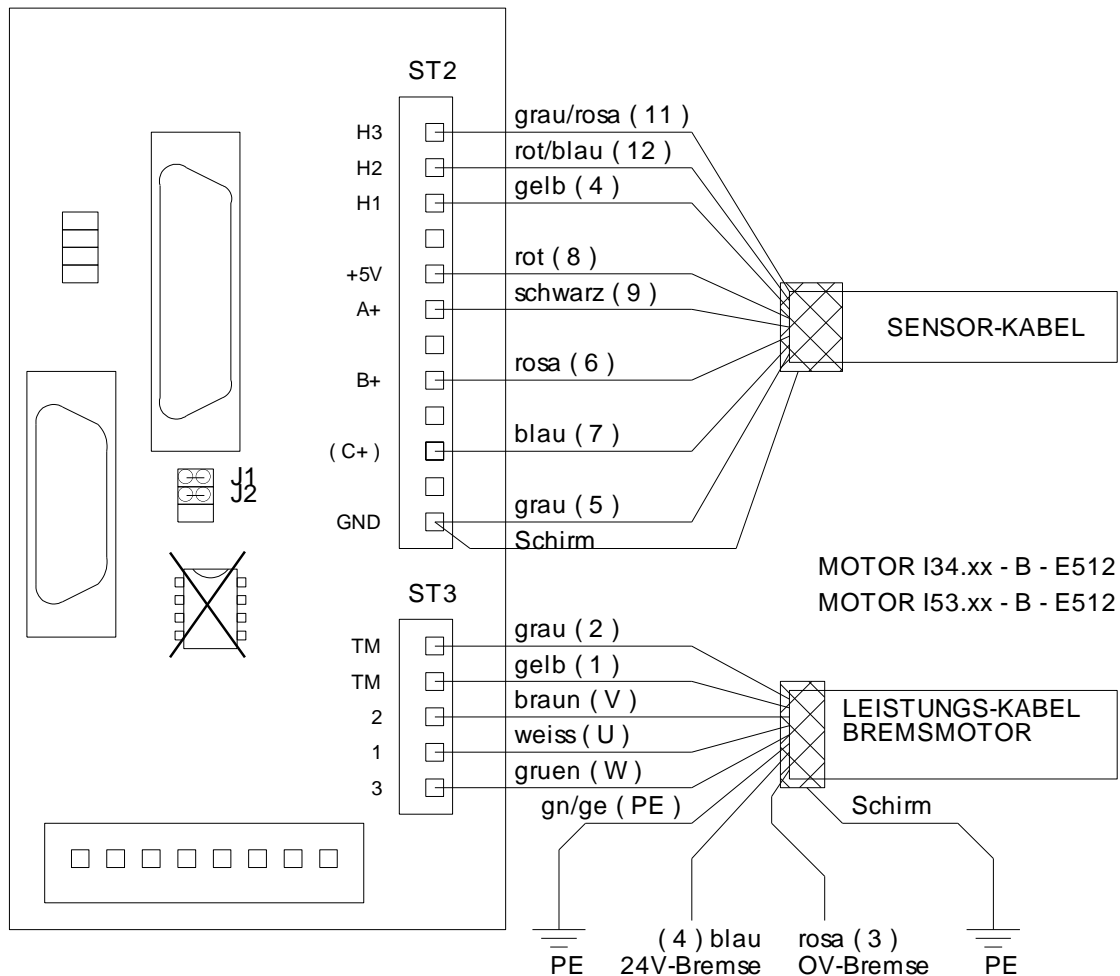 ST2
H3 grau/rosa ( 11 )
H2 rot/blau ( 12 )
H1 gelb ( 4 )
+5V rot ( 8 )
A+ schwarz ( 9 )
SENSOR-KABEL
B+ rosa ( 6 )
( C+ ) blau ( 7 )
J1
J2
GND grau ( 5 )
Schirm
MOTOR I34.xx - B - E512
MOTOR I53.xx - B - E512
ST3
TM grau ( 2 )
TM gelb ( 1 )
2 braun ( V )
1 weiss ( U )
3 gruen ( W )
gn/ge ( PE )
LEISTUNGS-KABEL
BREMSMOTOR
Schirm
PE
( 4 ) blau
24V-Bremse
rosa ( 3 )
OV-Bremse
PE